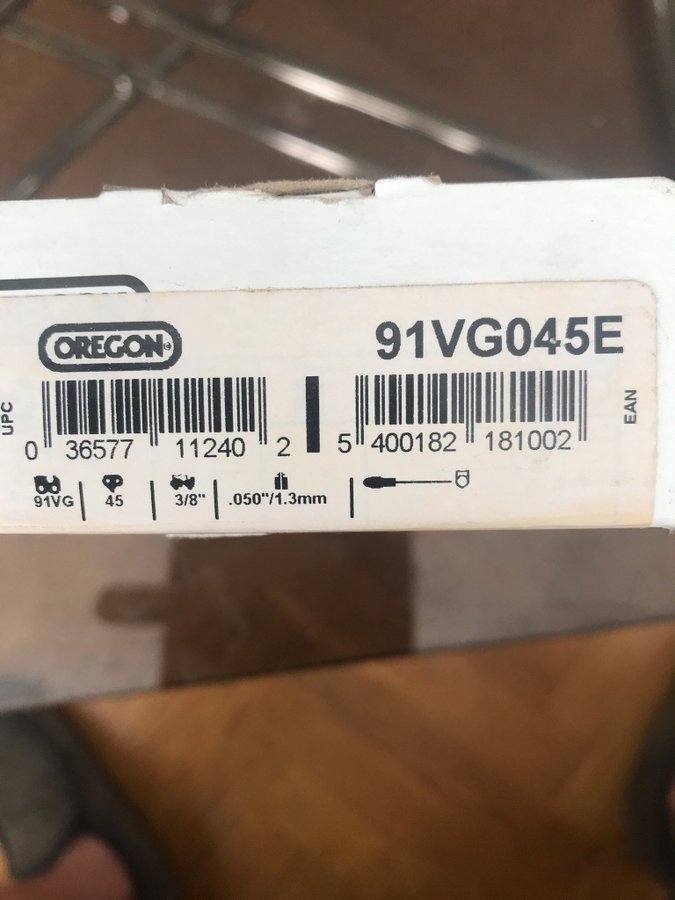 OREGON®
91VG045E
UPC
0 36577 11240 2
5 400182 181002
EAN
91VG
45
3/8"
.050"/1.3mm